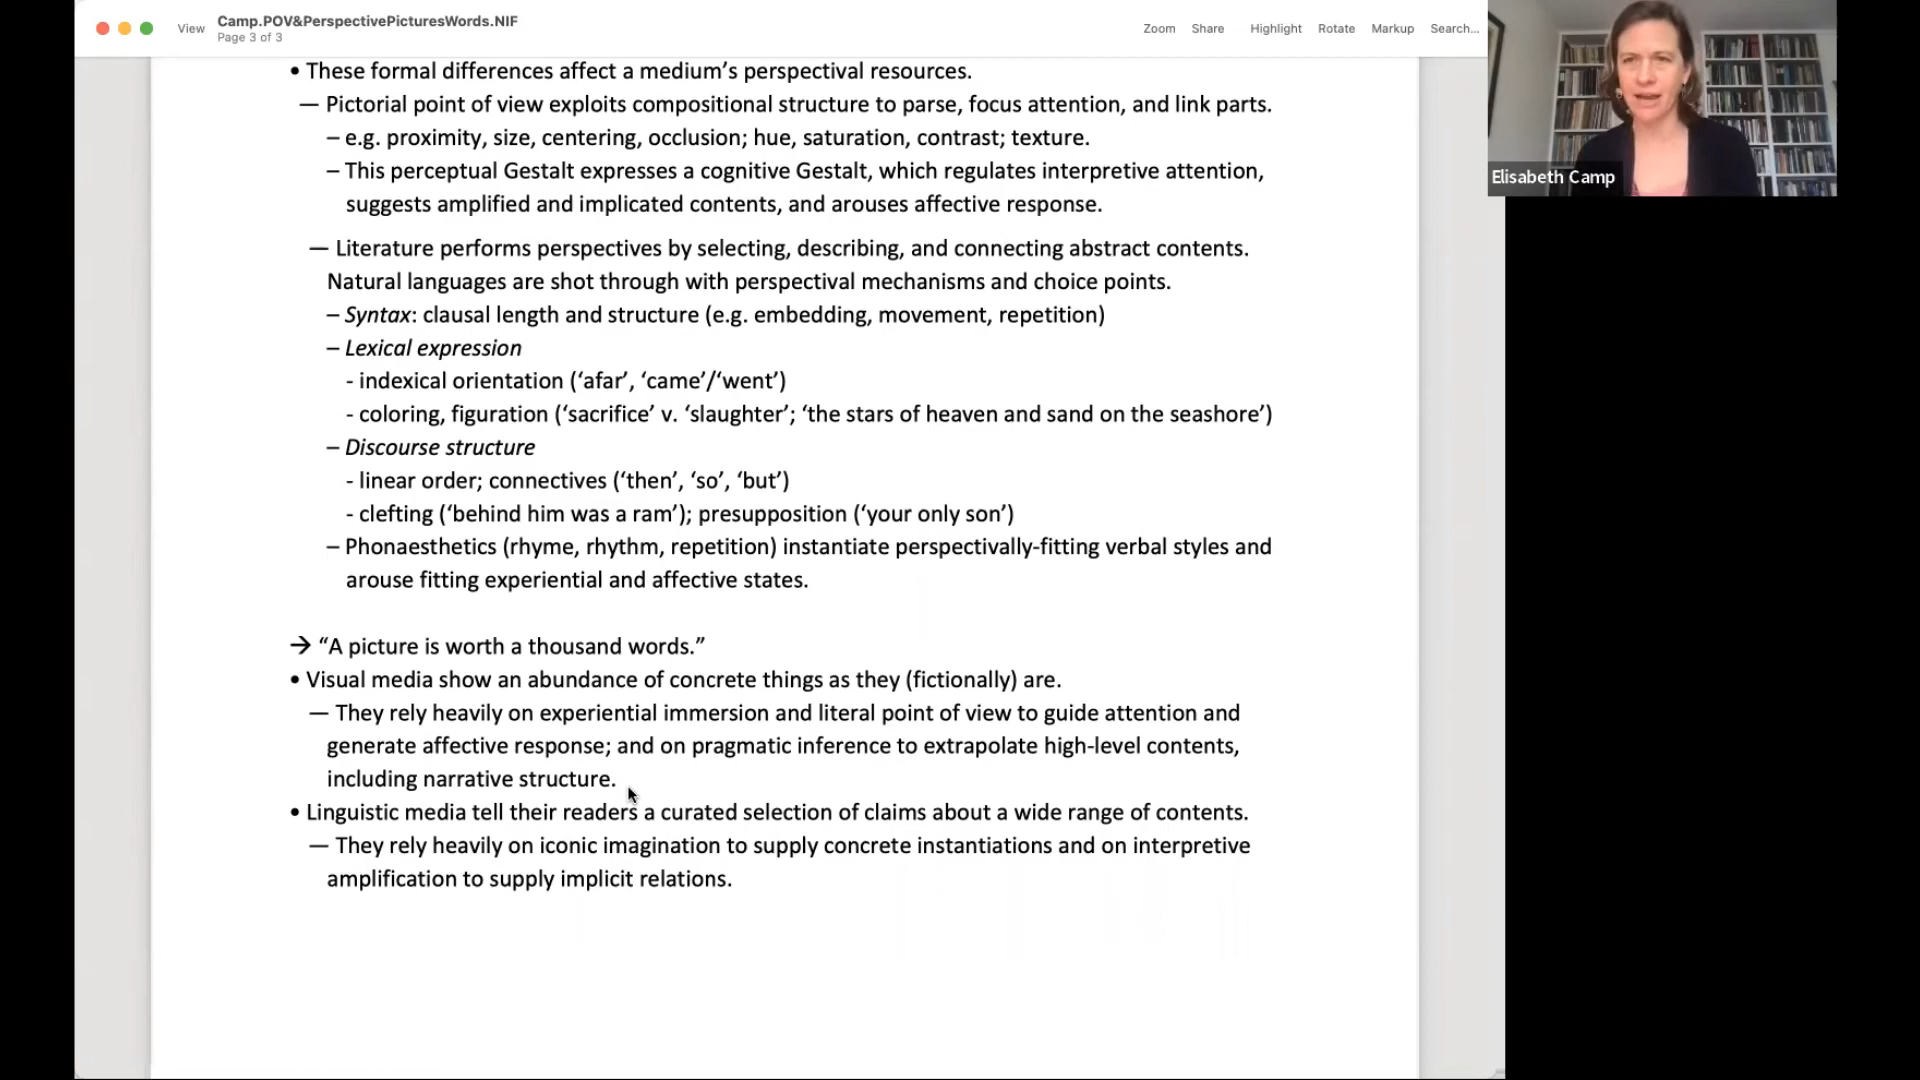 View
Camp.POV&PerspectivePicturesWords.NIF
Page 3 of 3
Zoom
Share
Highlight
Rotate
Markup
Search...
• These formal differences affect a medium’s perspectival resources.
— Pictorial point of view exploits compositional structure to parse, focus attention, and link parts.
– e.g. proximity, size, centering, occlusion; hue, saturation, contrast; texture.
– This perceptual Gestalt expresses a cognitive Gestalt, which regulates interpretive attention,
suggests amplified and implicated contents, and arouses affective response.
— Literature performs perspectives by selecting, describing, and connecting abstract contents.
Natural languages are shot through with perspectival mechanisms and choice points.
– Syntax: clausal length and structure (e.g. embedding, movement, repetition)
– Lexical expression
- indexical orientation (‘afar’, ‘came’/‘went’)
- coloring, figuration (‘sacrifice’ v. ‘slaughter’; ‘the stars of heaven and sand on the seashore’)
– Discourse structure
- linear order; connectives (‘then’, ‘so’, ‘but’)
- clefting (‘behind him was a ram’); presupposition (‘your only son’)
– Phonaesthetics (rhyme, rhythm, repetition) instantiate perspectivally-fitting verbal styles and
arouse fitting experiential and affective states.
→ “A picture is worth a thousand words.”
• Visual media show an abundance of concrete things as they (fictionally) are.
— They rely heavily on experiential immersion and literal point of view to guide attention and
generate affective response; and on pragmatic inference to extrapolate high-level contents,
including narrative structure.
• Linguistic media tell their readers a curated selection of claims about a wide range of contents.
— They rely heavily on iconic imagination to supply concrete instantiations and on interpretive
amplification to supply implicit relations.
Elisabeth Camp